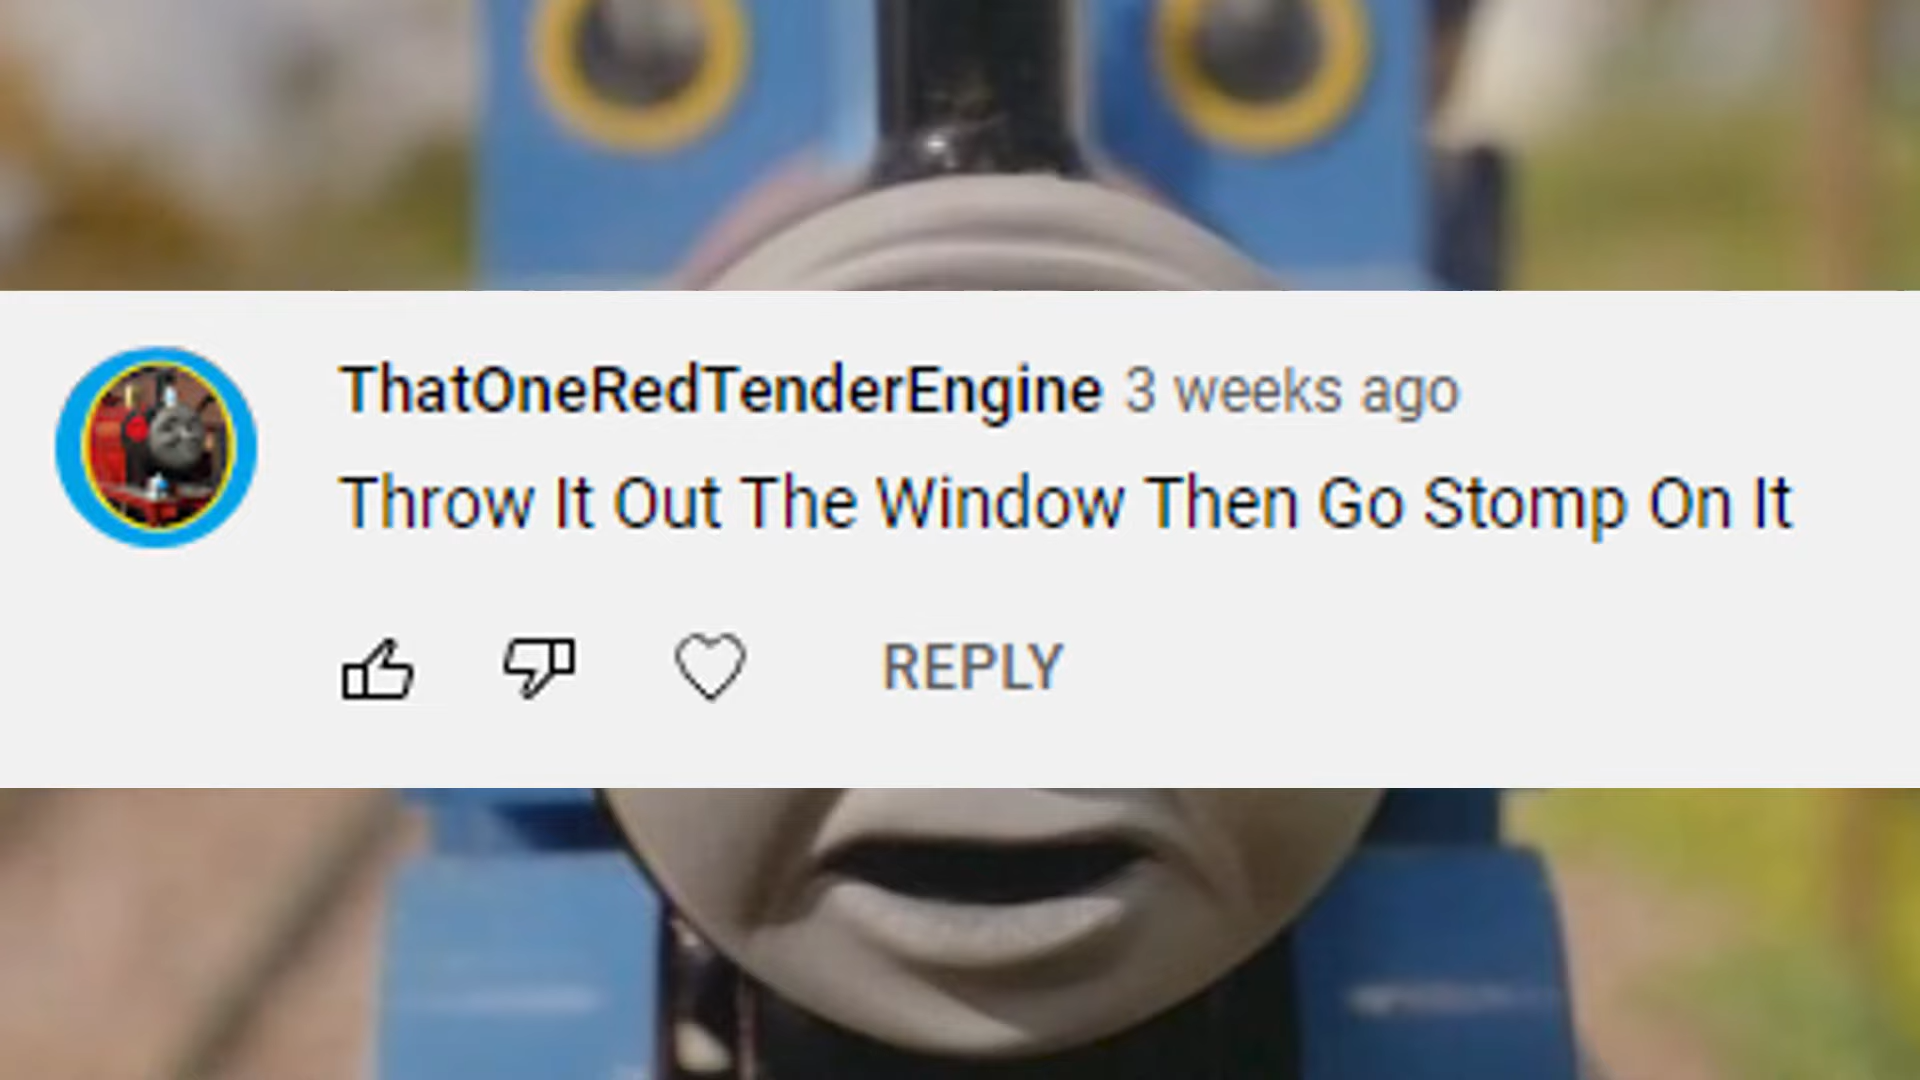 ThatOneRedTenderEngine 3 weeks ago
Throw It Out The Window Then Go Stomp On It
REPLY